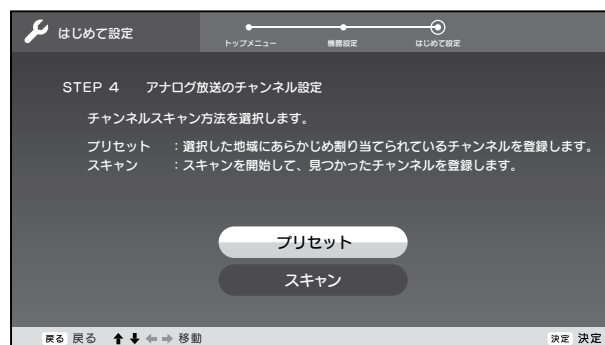 はじめて設定
トップメニュー 機器設定 はじめて設定
STEP 4 アナログ放送のチャンネル設定
チャンネルスキャン方法を選択します。
プリセット :選択した地域にあらかじめ割り当てられているチャンネルを登録します。
スキャン :スキャンを開始して、見つかったチャンネルを登録します。
プリセット
スキャン
戻る 戻る ↑↓←→ 移動 決定 決定